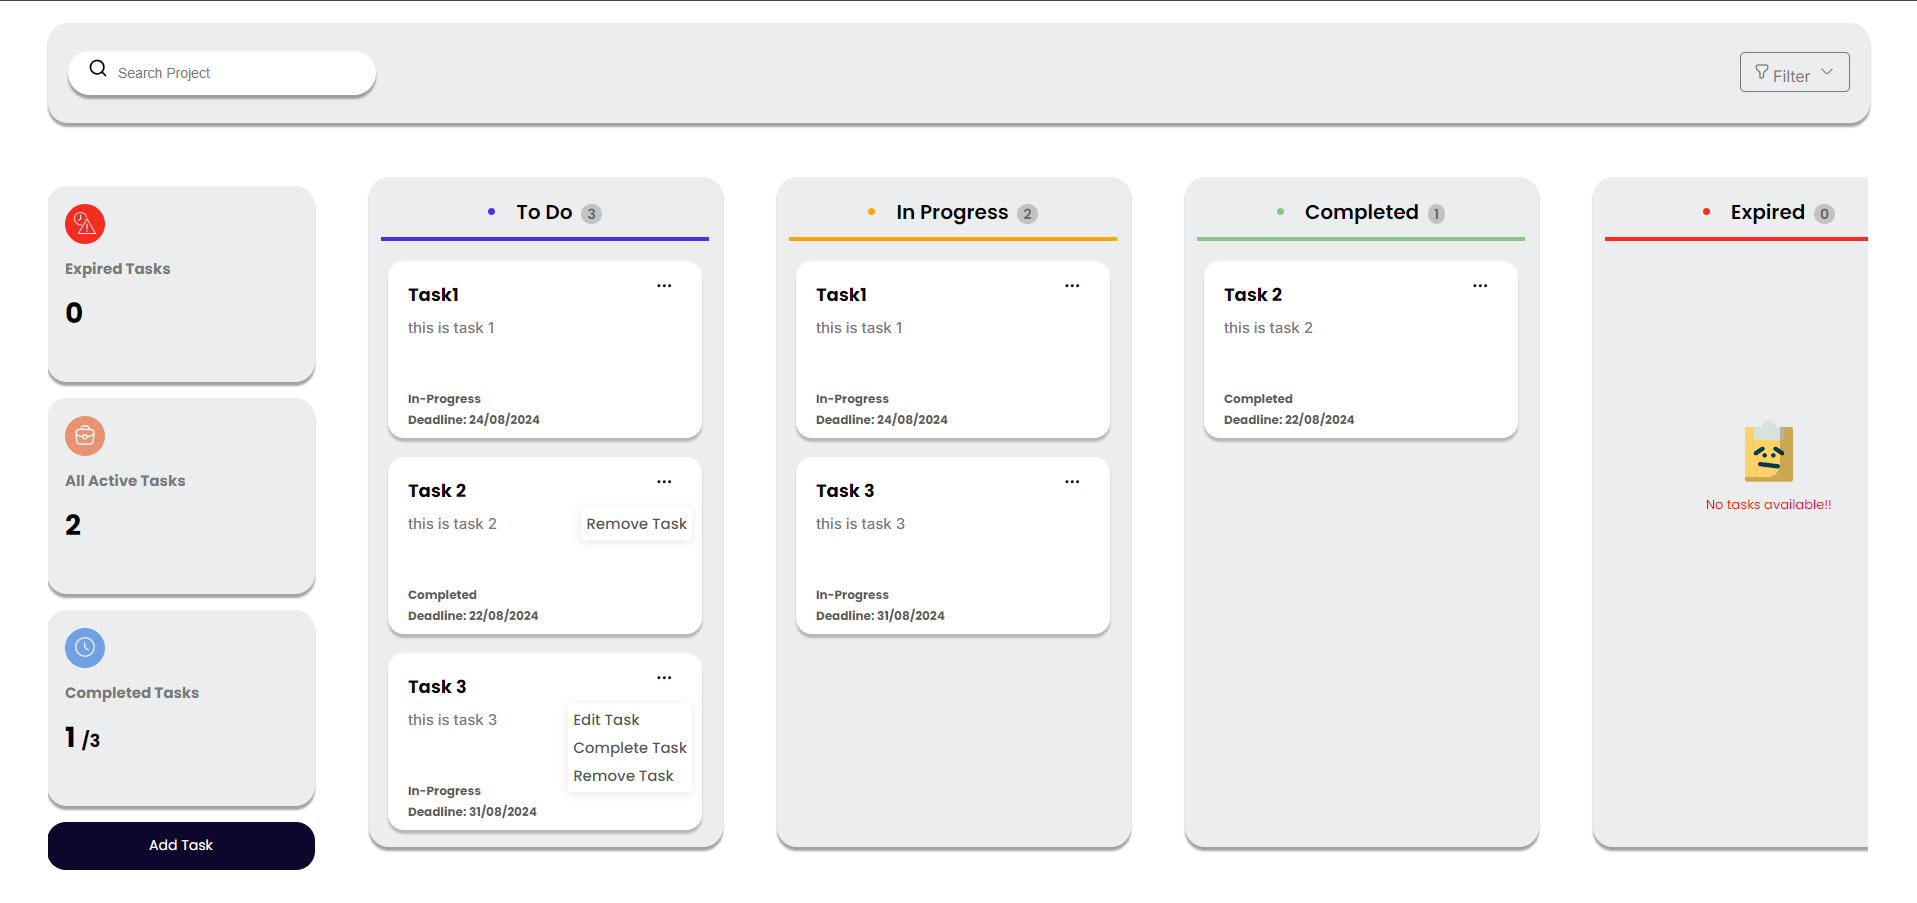 Search Project
Filter
Expired Tasks
0
All Active Tasks
2
Completed Tasks
1 /3
Add Task
To Do 3
Task1
...
this is task 1
In-Progress
Deadline: 24/08/2024
Task 2
...
this is task 2
Remove Task
Completed
Deadline: 22/08/2024
Task 3
...
this is task 3
Edit Task
Complete Task
Remove Task
In-Progress
Deadline: 31/08/2024
In Progress 2
Task1
...
this is task 1
In-Progress
Deadline: 24/08/2024
Task 3
...
this is task 3
In-Progress
Deadline: 31/08/2024
Completed 1
Task 2
...
this is task 2
Completed
Deadline: 22/08/2024
Expired 0
No tasks available!!